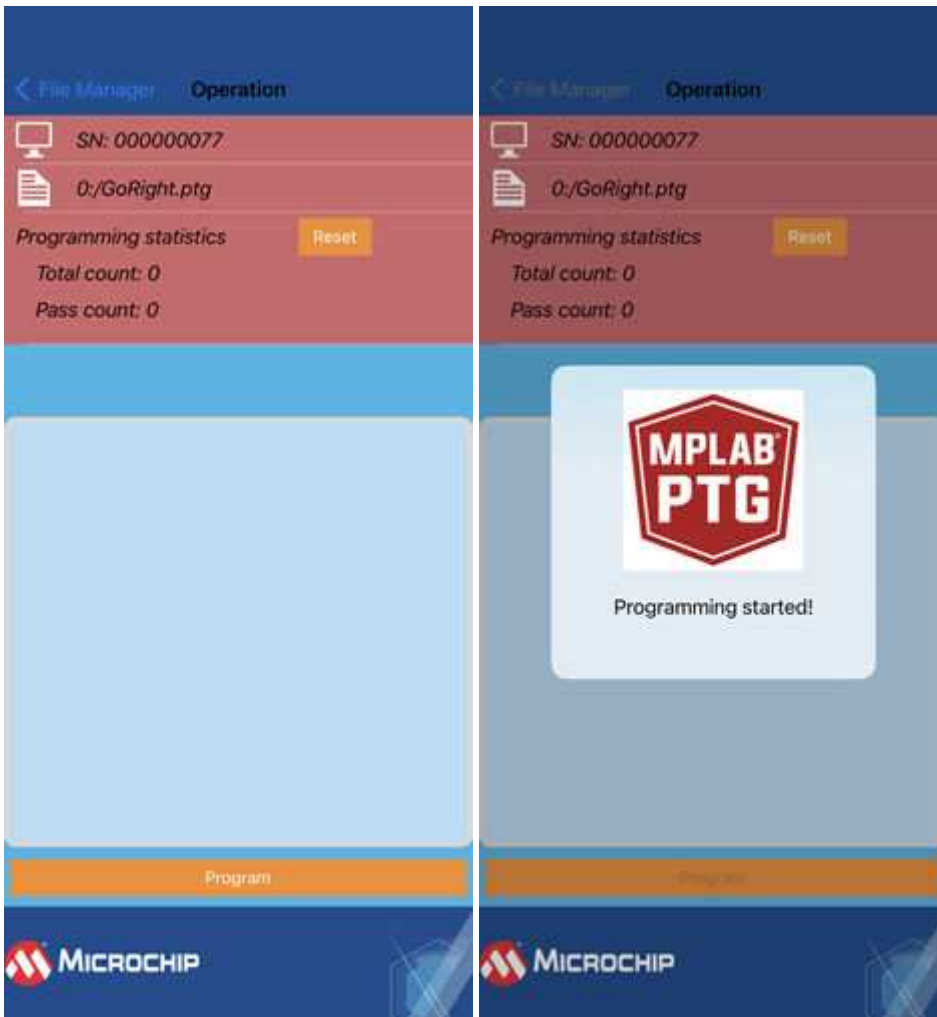 File Manager Operation
SN: 000000077
0:/GoRight.ptg
Programming statistics Reset
Total count: 0
Pass count: 0
Program
MICROCHIP
File Manager Operation
SN: 000000077
0:/GoRight.ptg
Programming statistics Reset
Total count: 0
Pass count: 0
MPLAB®
PTG
Programming started!
Program
MICROCHIP